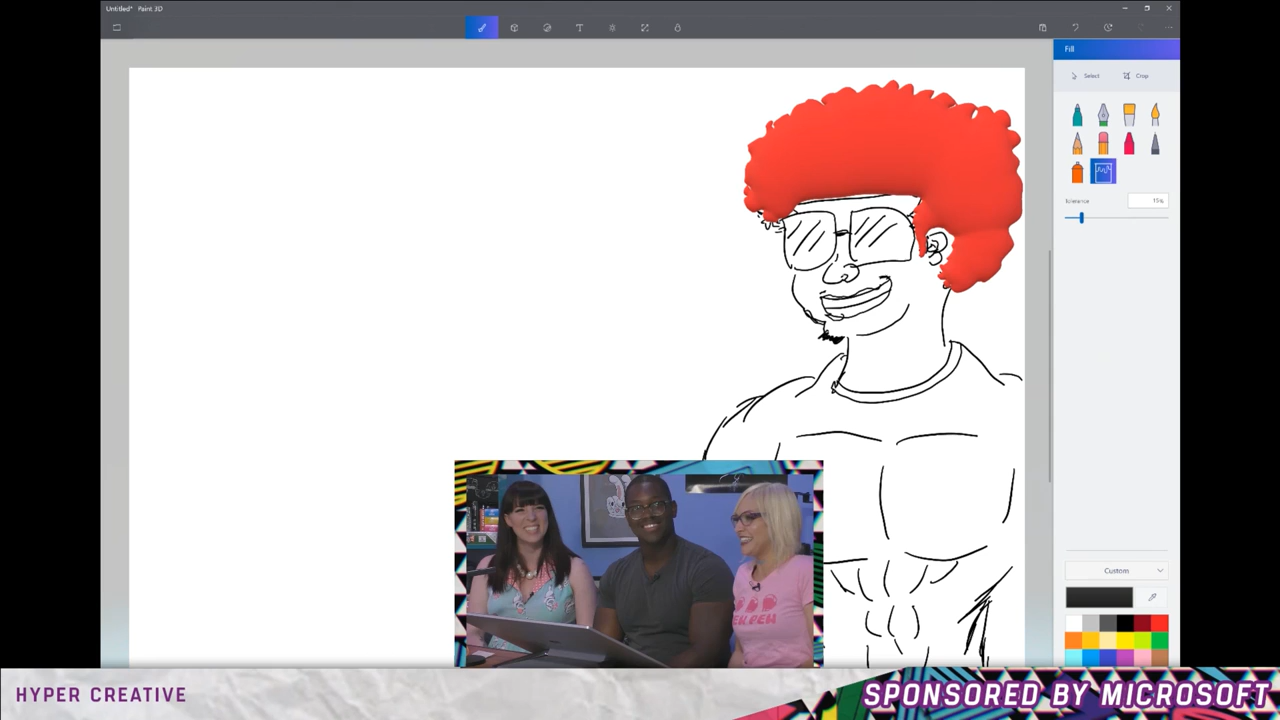 Untitled* Paint 3D
Fill
Select Crop
Tolerance 15%
Custom
HYPER CREATIVE
SPONSORED BY MICROSOFT